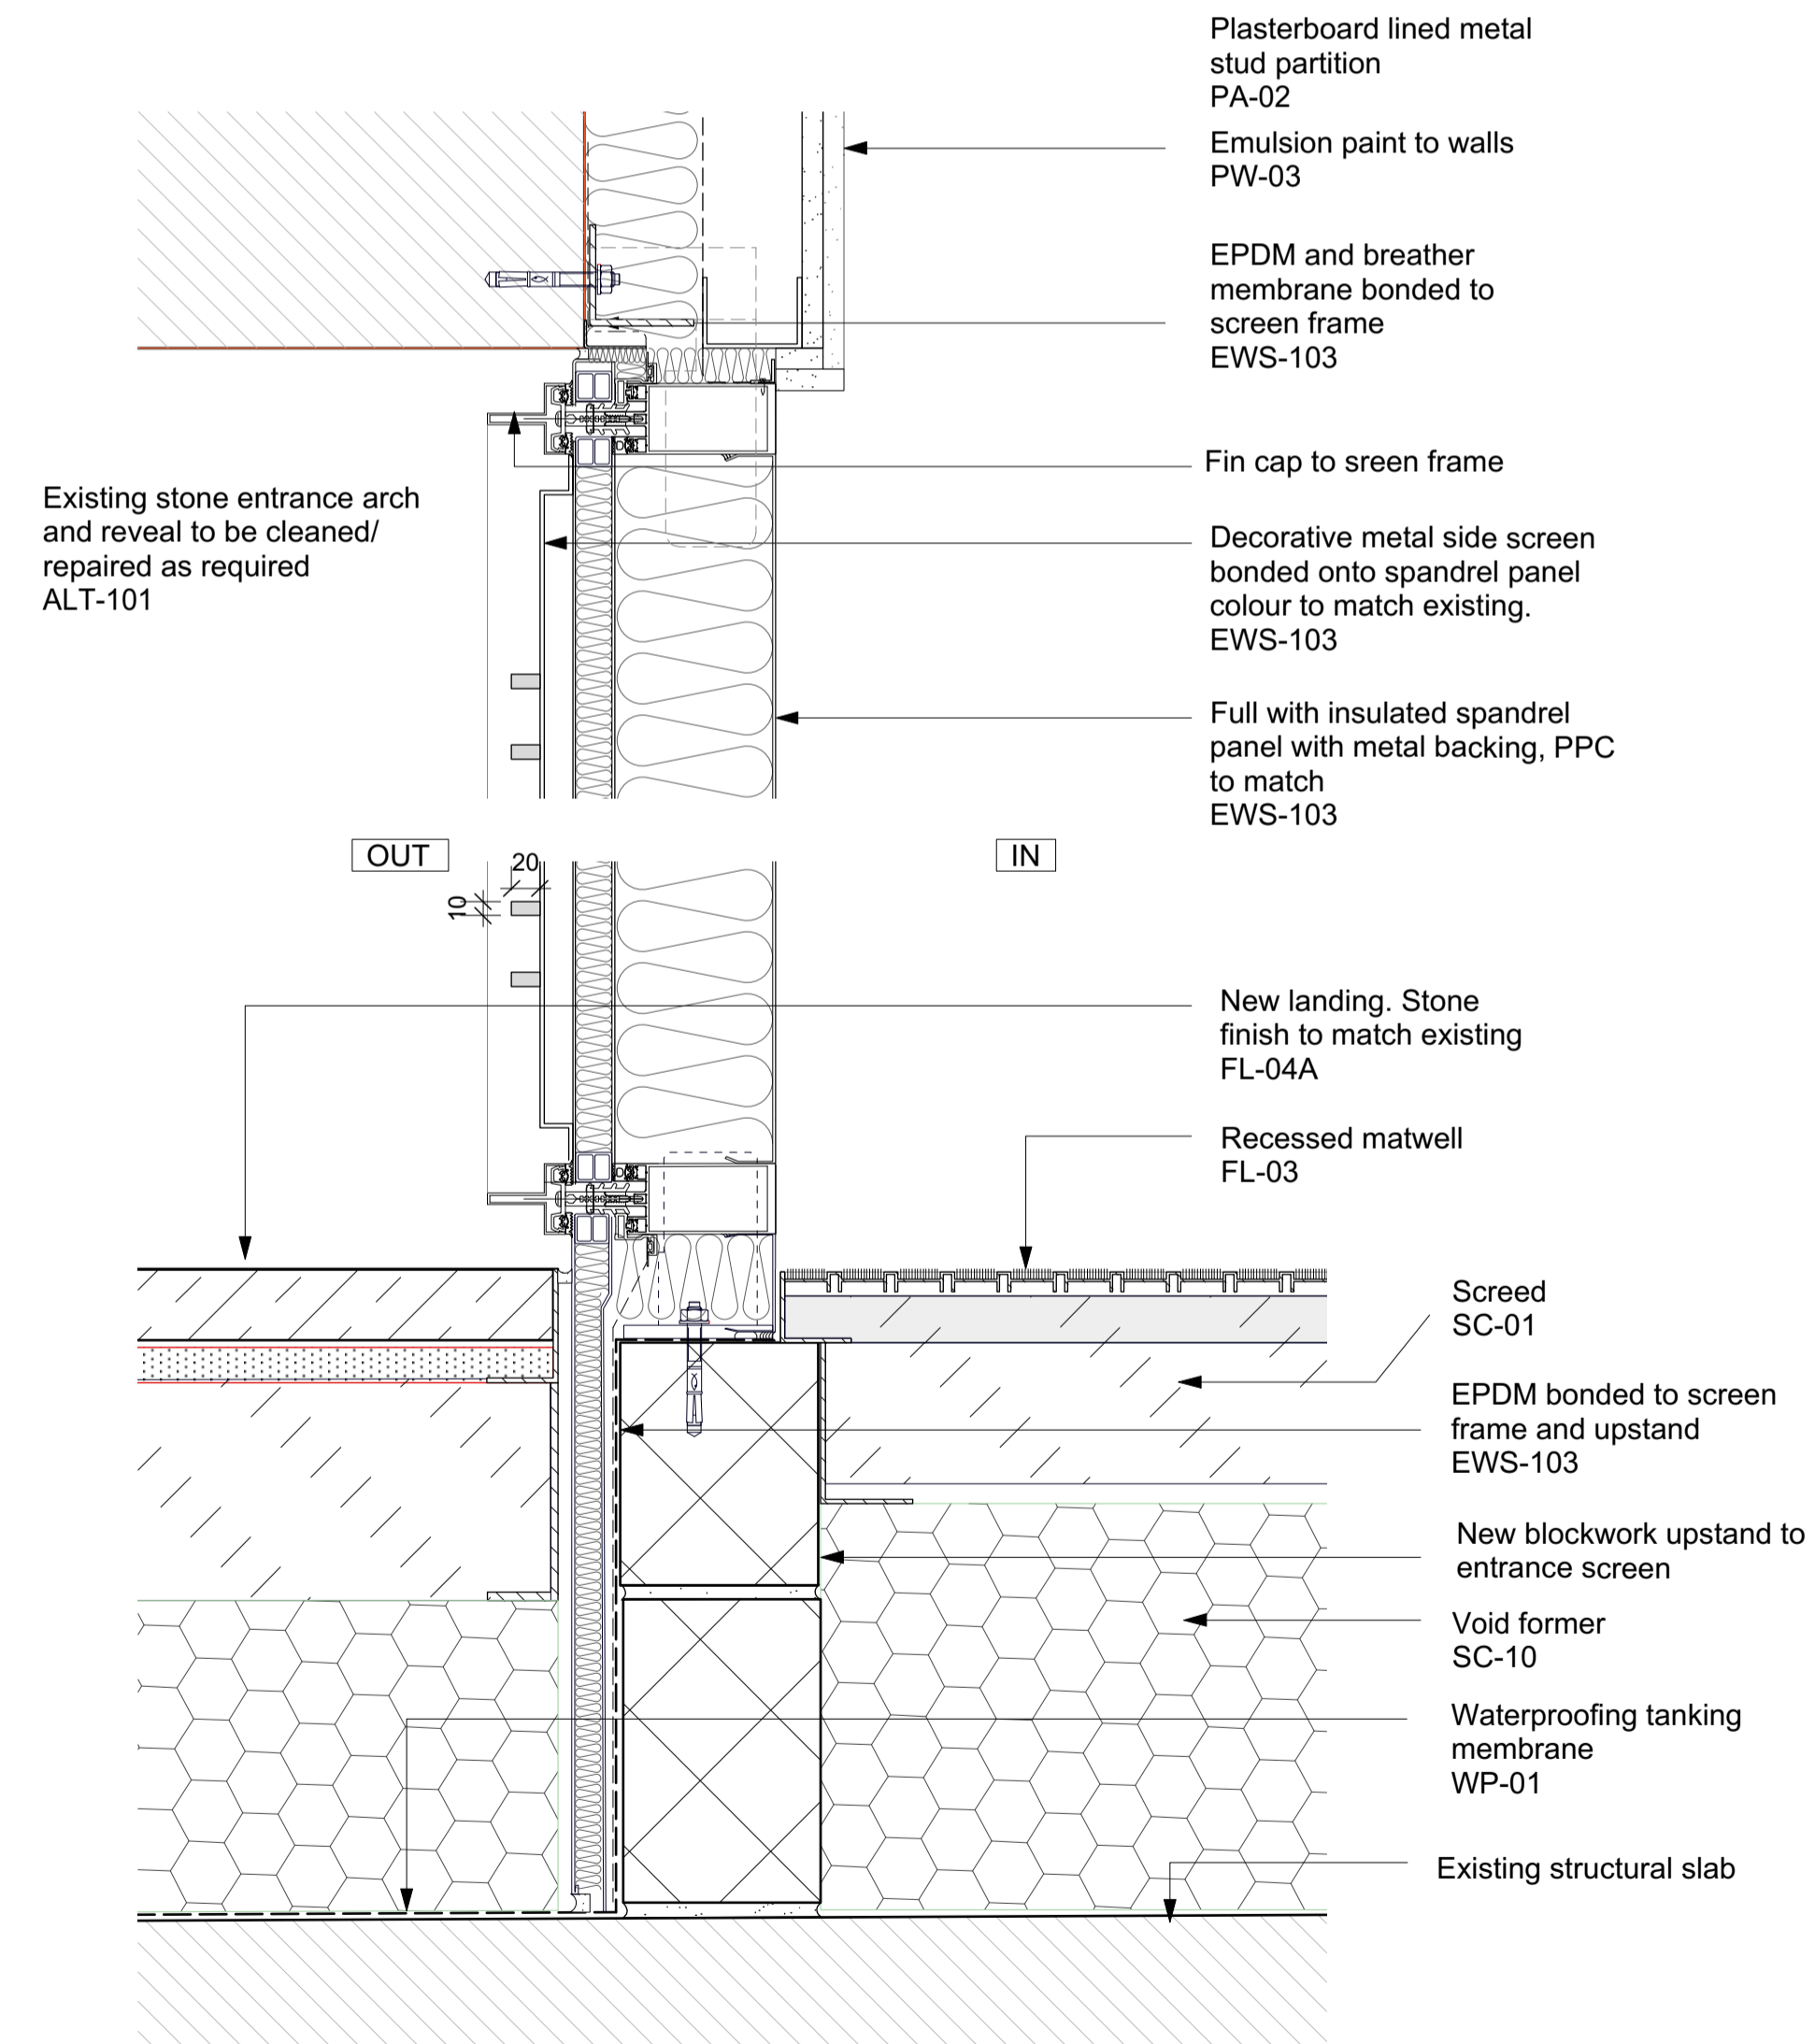 Plasterboard lined metal
stud partition
PA-02
Emulsion paint to walls
PW-03
EPDM and breather
membrane bonded to
screen frame
EWS-103
Fin cap to sreen frame
Existing stone entrance arch
and reveal to be cleaned/
repaired as required
ALT-101
Decorative metal side screen
bonded onto spandrel panel
colour to match existing.
EWS-103
Full with insulated spandrel
panel with metal backing, PPC
to match
EWS-103
OUT
20
IN
10
New landing. Stone
finish to match existing
FL-04A
Recessed matwell
FL-03
Screed
SC-01
EPDM bonded to screen
frame and upstand
EWS-103
New blockwork upstand to
entrance screen
Void former
SC-10
Waterproofing tanking
membrane
WP-01
Existing structural slab